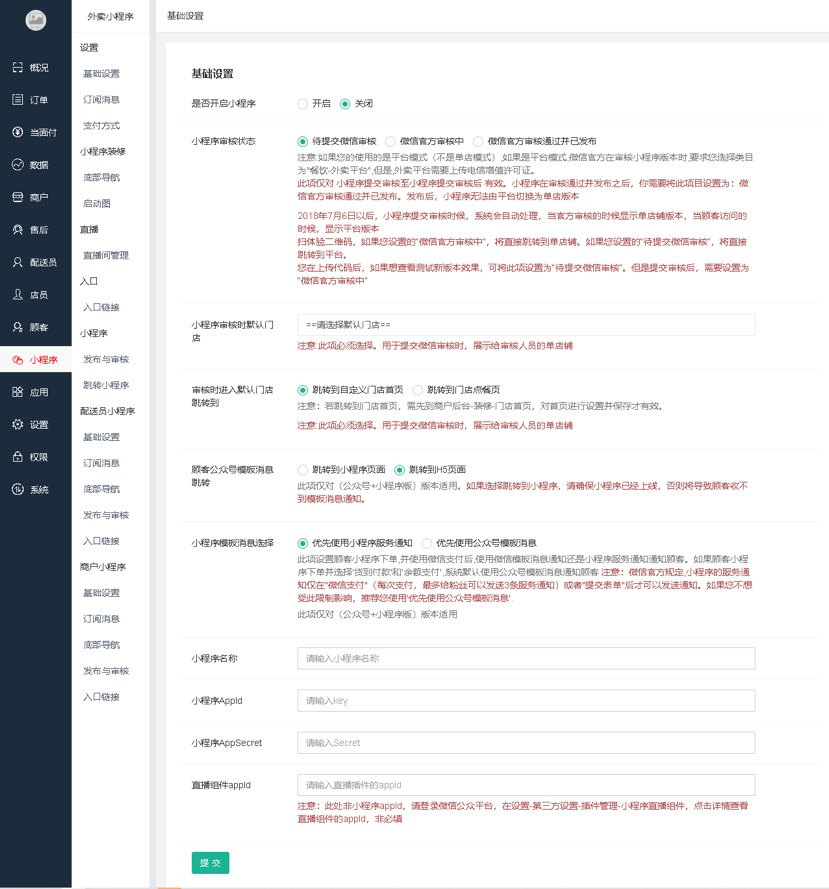 概况
订单
当面付
数据
商户
售后
配送员
店员
顾客
小程序
应用
设置
权限
系统
外卖小程序
设置
基础设置
订阅消息
支付方式
小程序装修
底部导航
启动图
直播
直播间管理
入口
入口链接
小程序
发布与审核
跳转小程序
配送员小程序
基础设置
订阅消息
底部导航
发布与审核
入口链接
商户小程序
基础设置
订阅消息
底部导航
发布与审核
入口链接
基础设置
基础设置
是否开启小程序
开启 关闭
小程序审核状态
待提交微信审核 微信官方审核中 微信官方审核通过并已发布
注意:如果您的使用的是平台模式（不是单店模式）,如果是平台模式,微信官方在审核小程序版本时,要求您选择类目
为"餐饮-外卖平台",但是,外卖平台需要上传电信增值许可证。
此项仅对 小程序提交审核至小程序提交审核后 有效。小程序在审核通过并发布之后，你需要将此项目设置为：微
信官方审核通过并已发布。发布后，小程序无法由平台切换为单店版本
2018年7月6日以后，小程序提交审核时候，系统会自动处理，当官方审核的时候显示单店铺版本，当顾客访问的
时候，显示平台版本
扫体验二维码，如果您设置的"微信官方审核中"，将直接跳转到单店铺。如果您设置的"待提交微信审核"，将直接
跳转到平台。
您在上传代码后，如果想查看测试新版本效果，可将此项设置为"待提交微信审核"。但是提交审核后，需要设置为
"微信官方审核中"
小程序审核时默认门
店
==请选择默认门店==
注意:此项必须选择。用于提交微信审核时，展示给审核人员的单店铺
审核时进入默认门店
跳转到
跳转到自定义门店首页 跳转到门店点餐页
注意：若跳转到门店首页，需先到商户后台-装修-门店首页，对首页进行设置并保存才有效。
注意:此项必须选择。用于提交微信审核时，展示给审核人员的单店铺
顾客公众号模板消息
跳转
跳转到小程序页面 跳转到H5页面
此项仅对（公众号+小程序版）版本适用。如果选择跳转到小程序，请确保小程序已经上线，否则将导致顾客收不
到模板消息通知。
小程序模板消息选择
优先使用小程序服务通知 优先使用公众号模板消息
此项设置顾客小程序下单,并使用微信支付后,使用微信模板消息通知还是小程序服务通知通知顾客。如果顾客小程
序下单并选择'货到付款'和'余额支付',系统默认使用公众号模板消息通知顾客 注意：微信官方规定,小程序的服务通
知仅在"微信支付"（每次支付，最多给粉丝可以发送3条服务通知）或者"提交表单"后才可以发送通知。如果您不想
受此限制影响，推荐您使用'优先使用公众号模板消息'.
此项仅对（公众号+小程序版）版本适用
小程序名称
请输入小程序名称
小程序AppId
请输入key
小程序AppSecret
请输入Secret
直播组件appId
请输入直播插件的appId
注意：此处非小程序appId，请登录微信公众平台，在设置-第三方设置-插件管理-小程序直播组件，点击详情查看
直播组件的appId，非必填
提 交